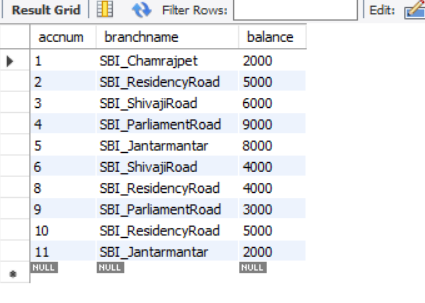 Result Grid Filter Rows: Edit:
accnum branchname balance
1 SBI_Chamrajpet 2000
2 SBI_ResidencyRoad 5000
3 SBI_ShivajiRoad 6000
4 SBI_ParliamentRoad 9000
5 SBI_Jantarmantar 8000
6 SBI_ShivajiRoad 4000
8 SBI_ResidencyRoad 4000
9 SBI_ParliamentRoad 3000
10 SBI_ResidencyRoad 5000
11 SBI_Jantarmantar 2000
NULL NULL NULL